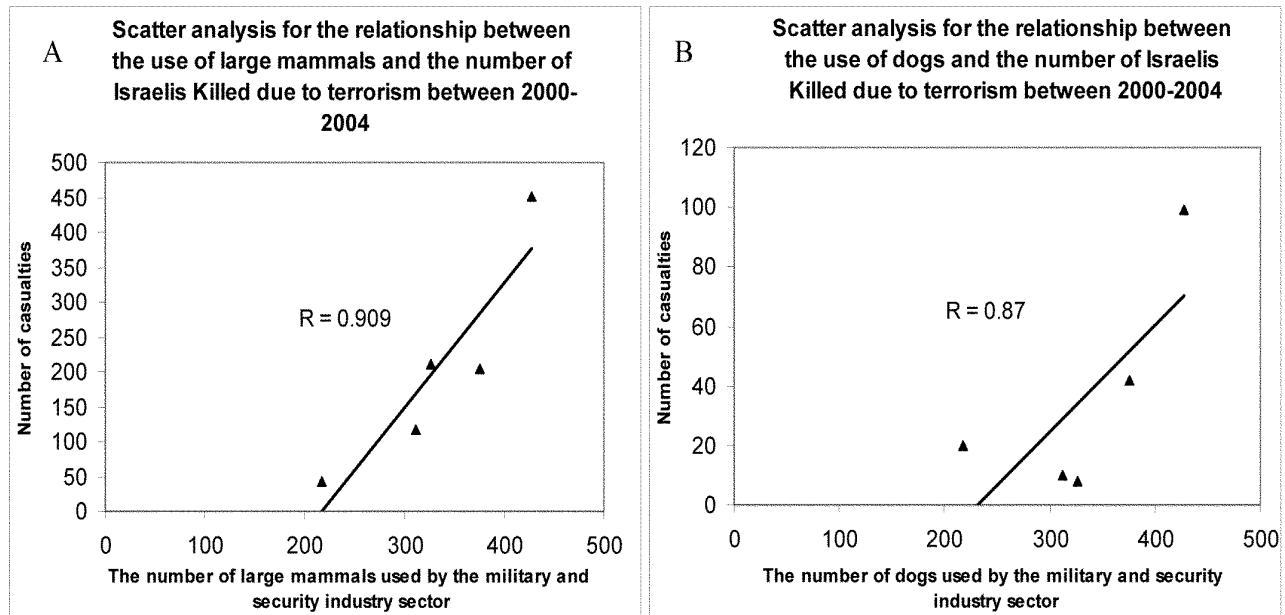 A
Scatter analysis for the relationship between
the use of large mammals and the number of
Israelis Killed due to terrorism between 2000-
2004
Number of casualties
500
450
400
350
300
250
200
150
100
50
0
R = 0.909
0 100 200 300 400 500
The number of large mammals used by the military and
security industry sector
B
Scatter analysis for the relationship between
the use of dogs and the number of Israelis
Killed due to terrorism between 2000-2004
Number of casualties
120
100
80
60
40
20
0
R = 0.87
0 100 200 300 400 500
The number of dogs used by the military and security
industry sector